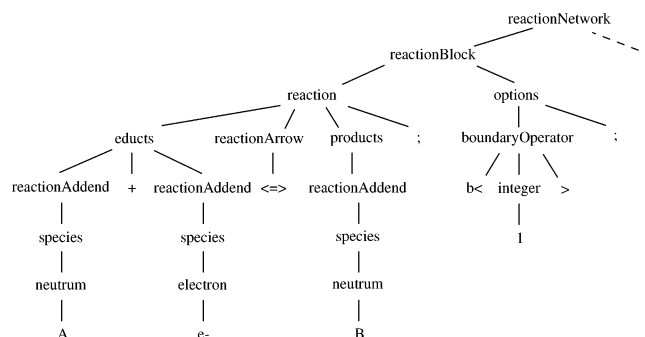 reactionNetwork
reactionBlock
reaction options
educts reactionArrow products ; boundaryOperator ;
reactionAddend + reactionAddend <=> reactionAddend b< integer >
species species species 1
neutrum electron neutrum
A e- B